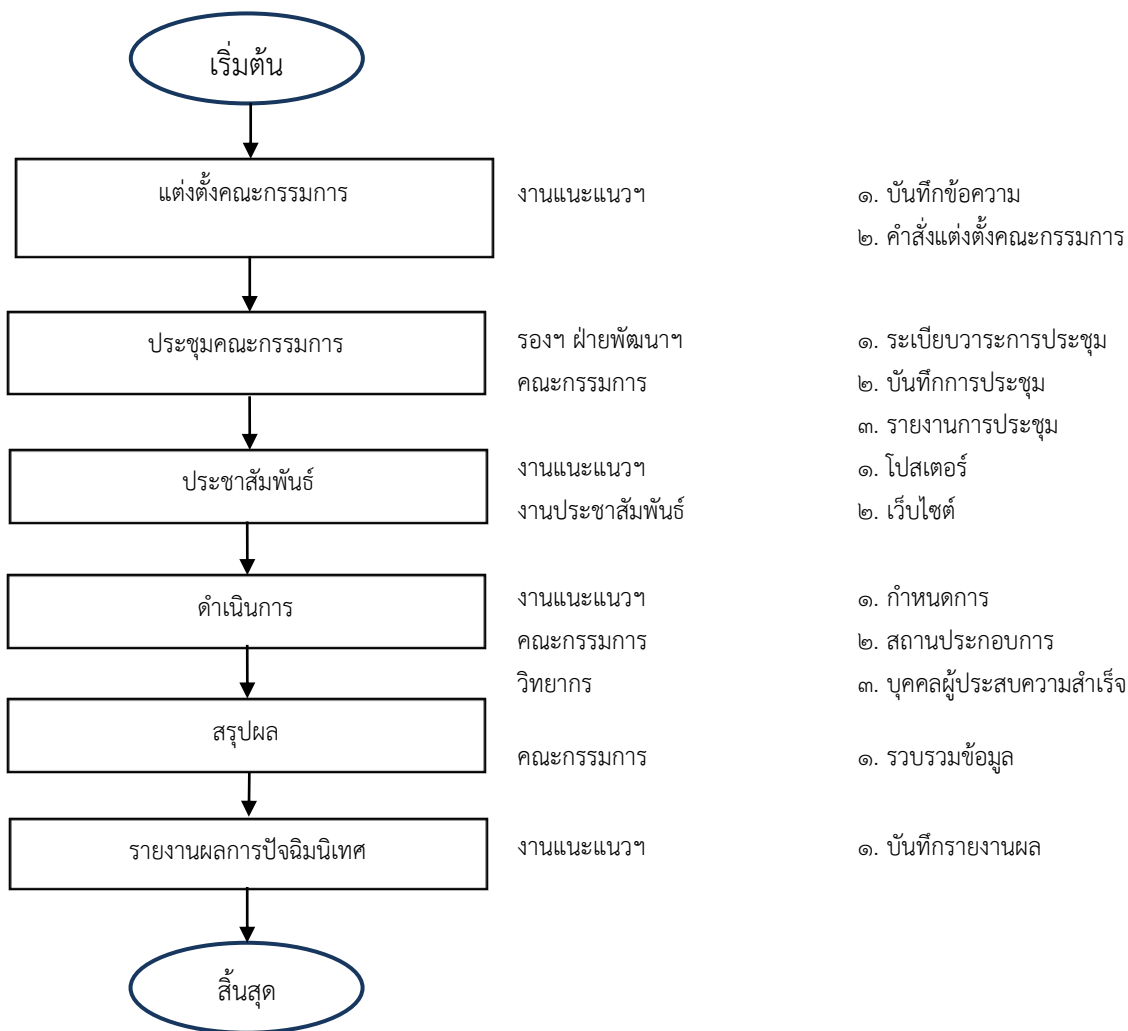 เริ่มต้น
แต่งตั้งคณะกรรมการ งานแนะแนวฯ ๑. บันทึกข้อความ
๒. คำสั่งแต่งตั้งคณะกรรมการ
ประชุมคณะกรรมการ รองฯ ฝ่ายพัฒนาฯ ๑. ระเบียบวาระการประชุม
คณะกรรมการ ๒. บันทึกการประชุม
๓. รายงานการประชุม
ประชาสัมพันธ์ งานแนะแนวฯ ๑. โปสเตอร์
งานประชาสัมพันธ์ ๒. เว็บไซต์
ดำเนินการ งานแนะแนวฯ ๑. กำหนดการ
คณะกรรมการ ๒. สถานประกอบการ
วิทยากร ๓. บุคคลผู้ประสบความสำเร็จ
สรุปผล
คณะกรรมการ ๑. รวบรวมข้อมูล
รายงานผลการปัจฉิมนิเทศ งานแนะแนวฯ ๑. บันทึกรายงานผล
สิ้นสุด